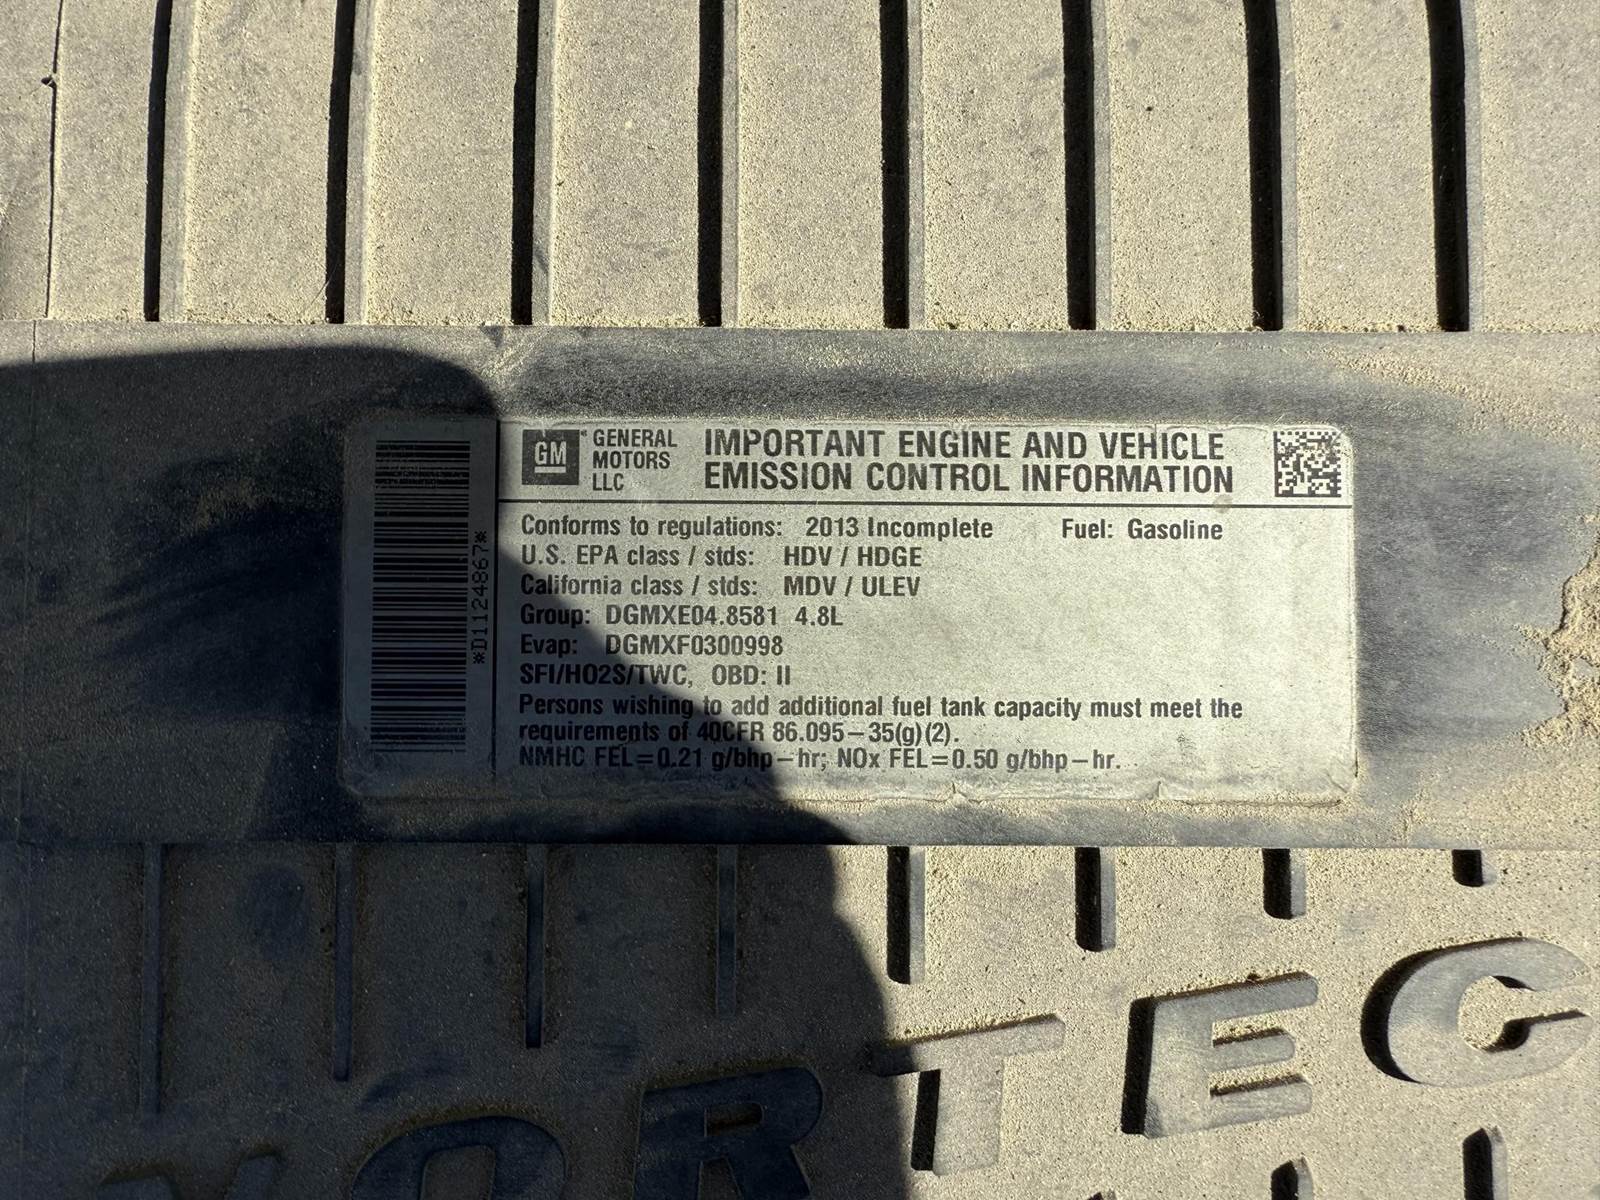 GM GENERAL MOTORS LLC
IMPORTANT ENGINE AND VEHICLE
EMISSION CONTROL INFORMATION
*D1124867*
Conforms to regulations: 2013 Incomplete Fuel: Gasoline
U.S. EPA class / stds: HDV / HDGE
California class / stds: MDV / ULEV
Group: DGMXE04.8581 4.8L
Evap: DGMXF0300998
SFI/HO2S/TWC, OBD: II
Persons wishing to add additional fuel tank capacity must meet the
requirements of 40CFR 86.095-35(g)(2).
NMHC FEL=0.21 g/bhp-hr; NOx FEL=0.50 g/bhp-hr.
VORTEC